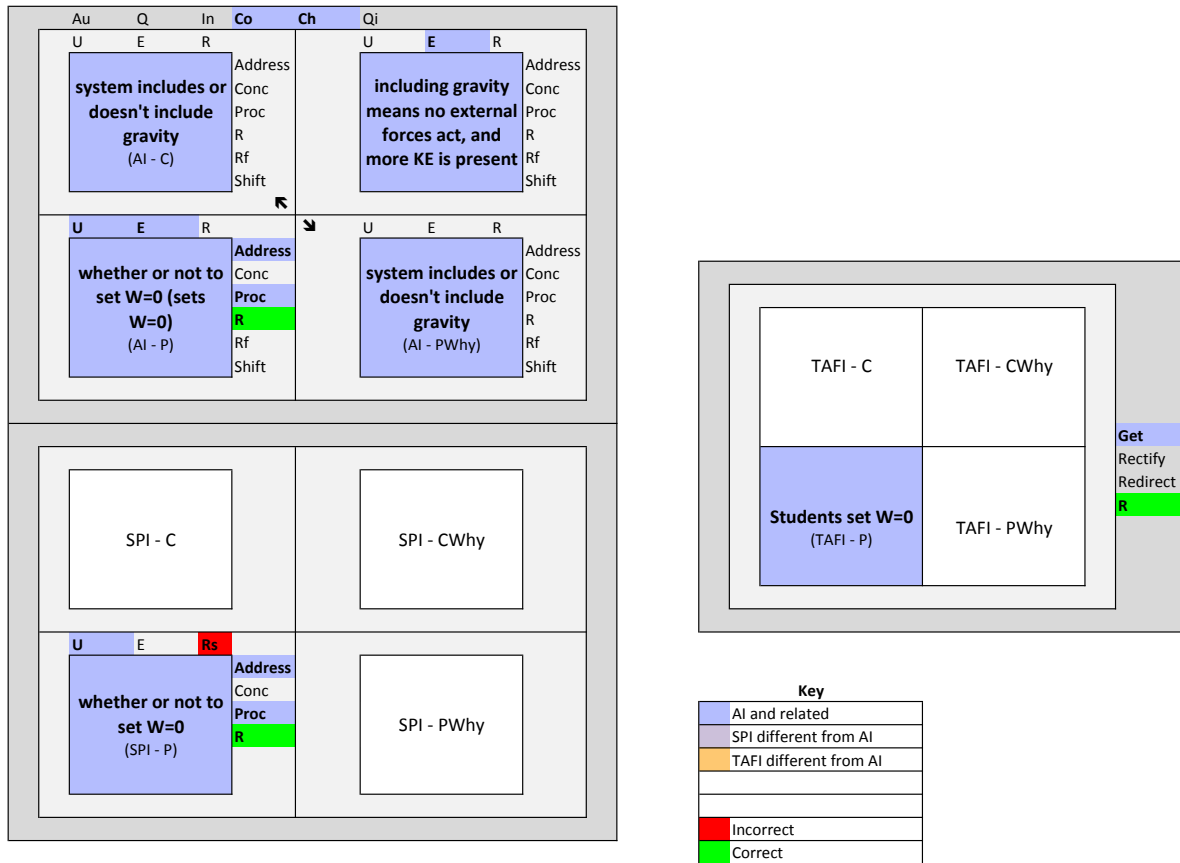 Au Q In Co Ch Qi
U E R
system includes or
doesn't include
gravity
(AI - C)
Address
Conc
Proc
R
Rf
Shift
U E R
including gravity
means no external
forces act, and
more KE is present
Address
Conc
Proc
R
Rf
Shift
U E R
whether or not to
set W=0 (sets
W=0)
(AI - P)
Address
Conc
Proc
R
Rf
Shift
U E R
system includes or
doesn't include
gravity
(AI - PWhy)
Address
Conc
Proc
R
Rf
Shift
SPI - C
SPI - CWhy
U E Rs
whether or not to
set W=0
(SPI - P)
Address
Conc
Proc
R
SPI - PWhy
TAFI - C
TAFI - CWhy
Students set W=0
(TAFI - P)
TAFI - PWhy
Get
Rectify
Redirect
R
Key
AI and related
SPI different from AI
TAFI different from AI
Incorrect
Correct